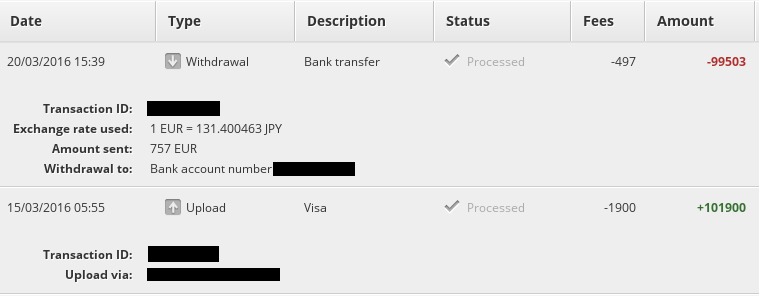 Date Type Description Status Fees Amount
20/03/2016 15:39 Withdrawal Bank transfer Processed -497 -99503
Transaction ID:
Exchange rate used: 1 EUR = 131.400463 JPY
Amount sent: 757 EUR
Withdrawal to: Bank account number
15/03/2016 05:55 Upload Visa Processed -1900 +101900
Transaction ID:
Upload via: